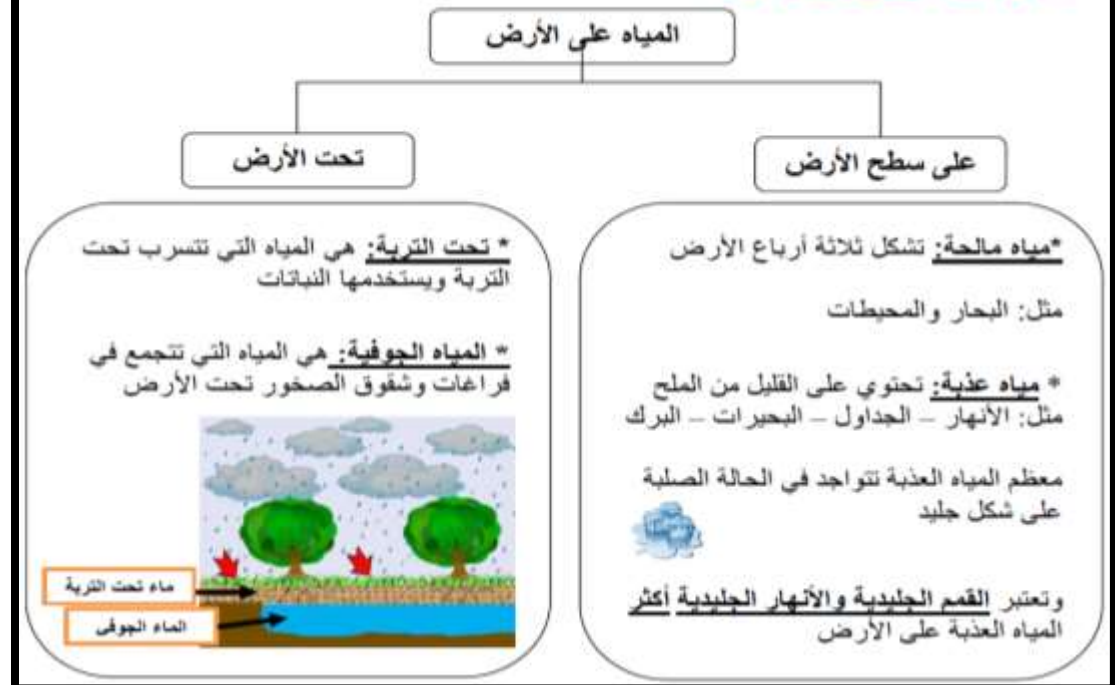 المياه على الأرض
على سطح الأرض
*مياه مالحة: تشكل ثلاثة أرباع الأرض
مثل: البحار والمحيطات
* مياه عذبة: تحتوي على القليل من الملح
مثل: الأنهار – الجداول – البحيرات – البرك
معظم المياه العذبة تتواجد في الحالة الصلبة
على شكل جليد
وتعتبر القمم الجليدية والأنهار الجليدية أكثر
المياه العذبة على الأرض
تحت الأرض
* تحت التربة: هي المياه التي تتسرب تحت
التربة ويستخدمها النباتات
* المياه الجوفية: هي المياه التي تتجمع في
فراغات وشقوق الصخور تحت الأرض
ماء تحت التربة
الماء الجوفى